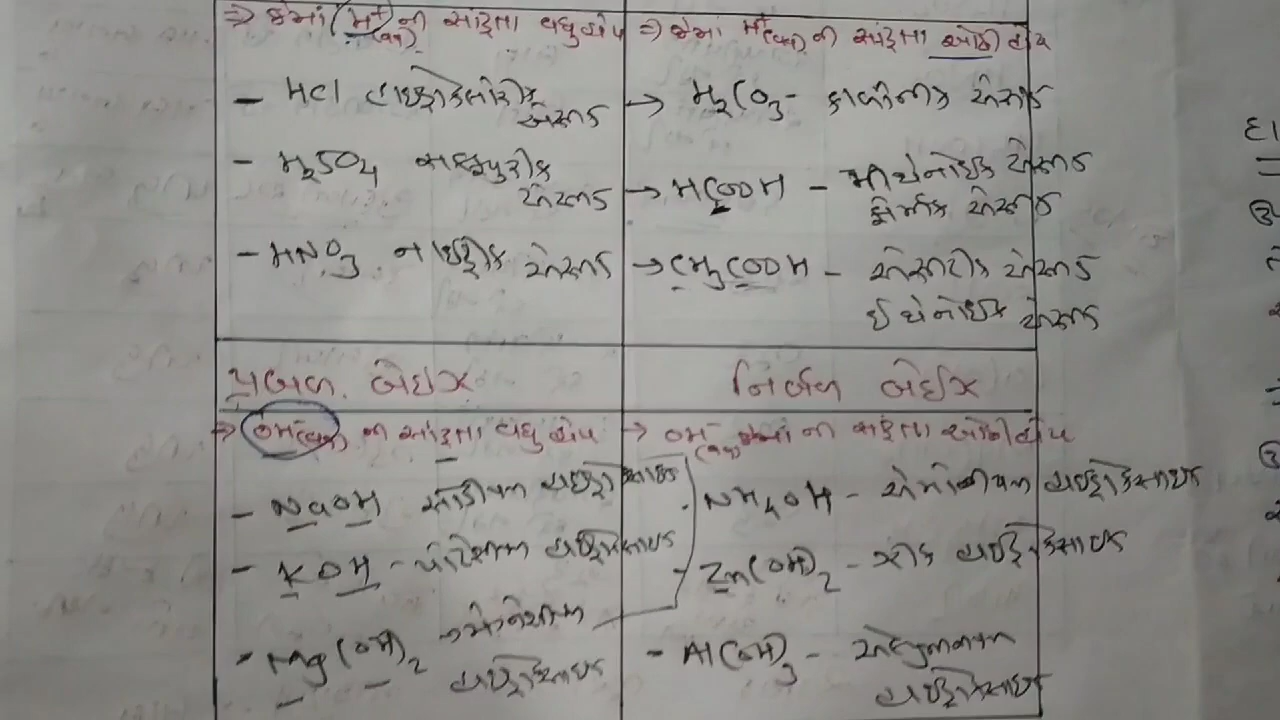 ⇒ જેમાં (H⁺(aq)) ની સાંદ્રતા વધુ હોય
⇒ જેમાં H⁺(aq) ની સાંદ્રતા ઓછી હોય
- HCl હાઇડ્રોક્લોરીક એસિડ
→ H₂CO₃ - કાર્બોનીક એસિડ
- H₂SO₄ સલ્ફ્યુરીક એસિડ
→ HCOOH - મીથેનોઇક એસિડ
ફોર્મીક એસિડ
- HNO₃ નાઇટ્રીક એસિડ
→ CH₃COOH - એસિટીક એસિડ
ઇથેનોઇક એસિડ
પ્રબળ બેઇઝ
નિર્બળ બેઇઝ
⇒ OH⁻(aq) ની સાંદ્રતા વધુ હોય
→ OH⁻(aq) જેમાં ની સાંદ્રતા ઓછી હોય
- NaOH સોડીયમ હાઇડ્રોક્સાઇડ
NH₄OH - એમોનીયમ હાઇડ્રોક્સાઇડ
- KOH - પોટેશીયમ હાઇડ્રોક્સાઇડ
- Zn(OH)₂ - ઝીંક હાઇડ્રોક્સાઇડ
- Mg(OH)₂ → મેગ્નેશીયમ
હાઇડ્રોક્સાઇડ
- Al(OH)₃ - એલ્યુમિનિયમ
હાઇડ્રોક્સાઇડ